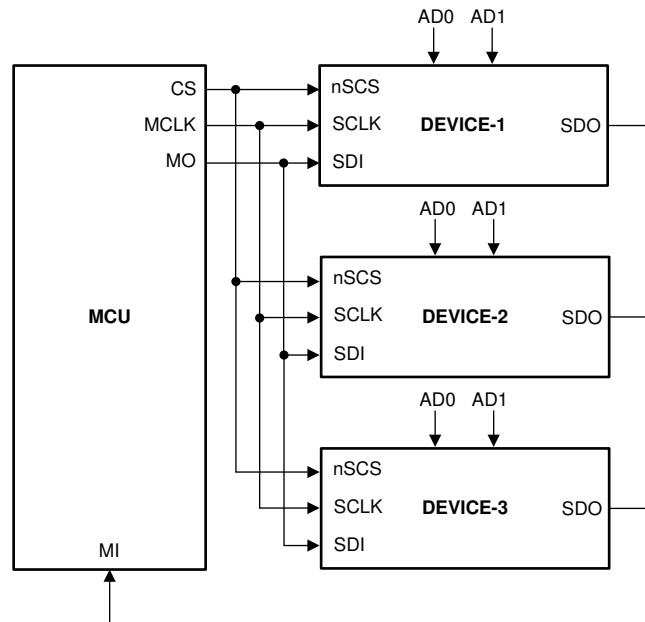 AD0 AD1
CS
nSCS
MCLK
SCLK
DEVICE-1
SDO
MO
SDI
AD0 AD1
nSCS
MCU
SCLK
DEVICE-2
SDO
SDI
AD0 AD1
nSCS
SCLK
DEVICE-3
SDO
SDI
MI